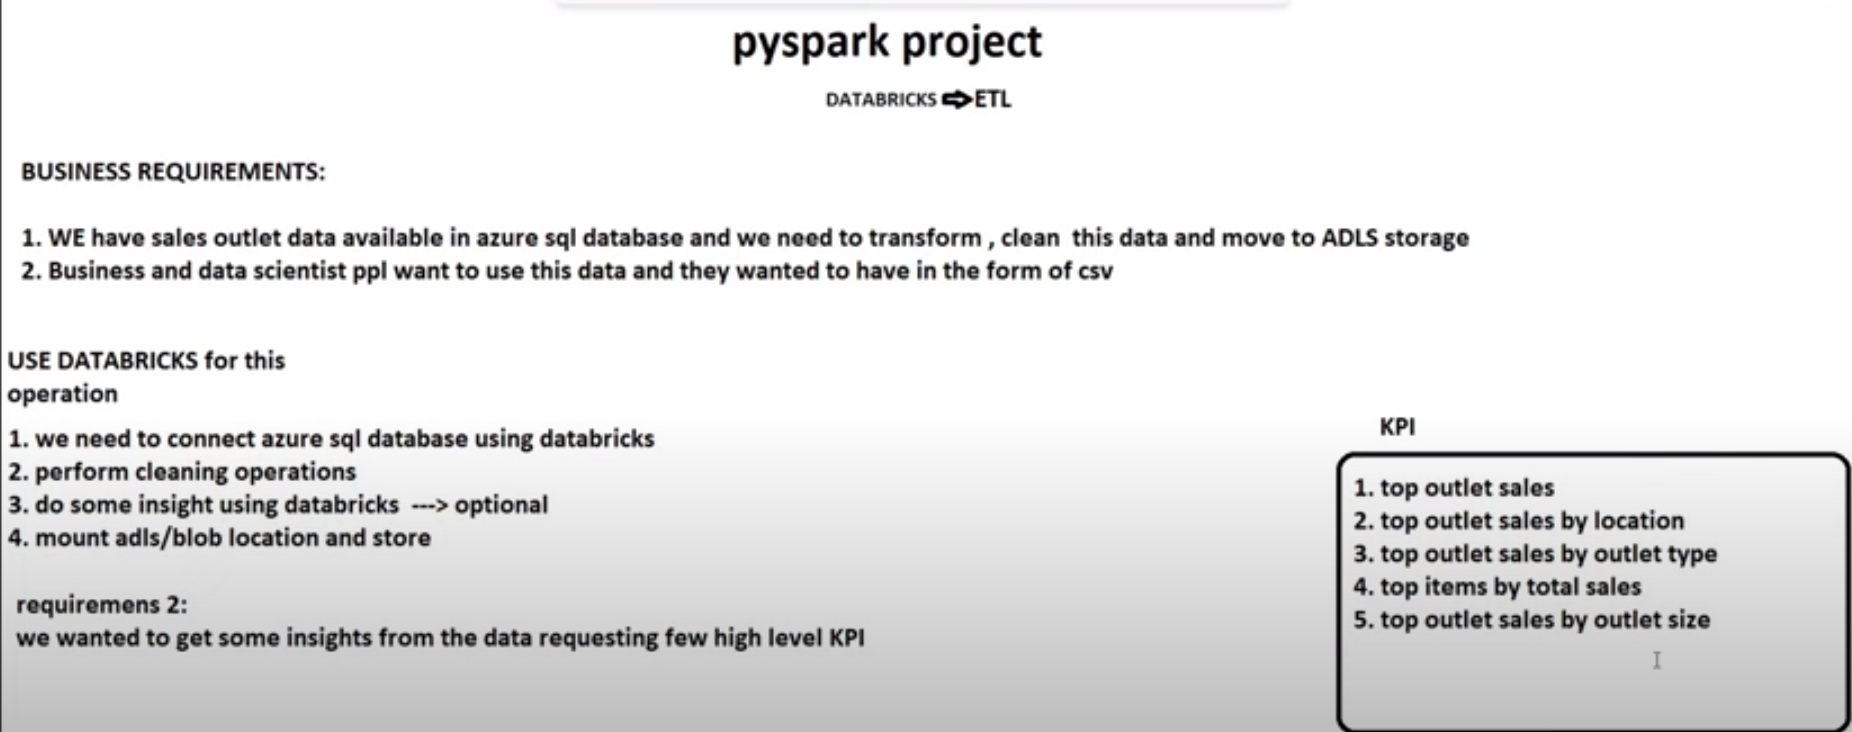 pyspark project
DATABRICKS ⇨ ETL
BUSINESS REQUIREMENTS:
1. WE have sales outlet data available in azure sql database and we need to transform , clean this data and move to ADLS storage
2. Business and data scientist ppl want to use this data and they wanted to have in the form of csv
USE DATABRICKS for this
operation
1. we need to connect azure sql database using databricks
2. perform cleaning operations
3. do some insight using databricks ---> optional
4. mount adls/blob location and store
requiremens 2:
we wanted to get some insights from the data requesting few high level KPI
KPI
1. top outlet sales
2. top outlet sales by location
3. top outlet sales by outlet type
4. top items by total sales
5. top outlet sales by outlet size